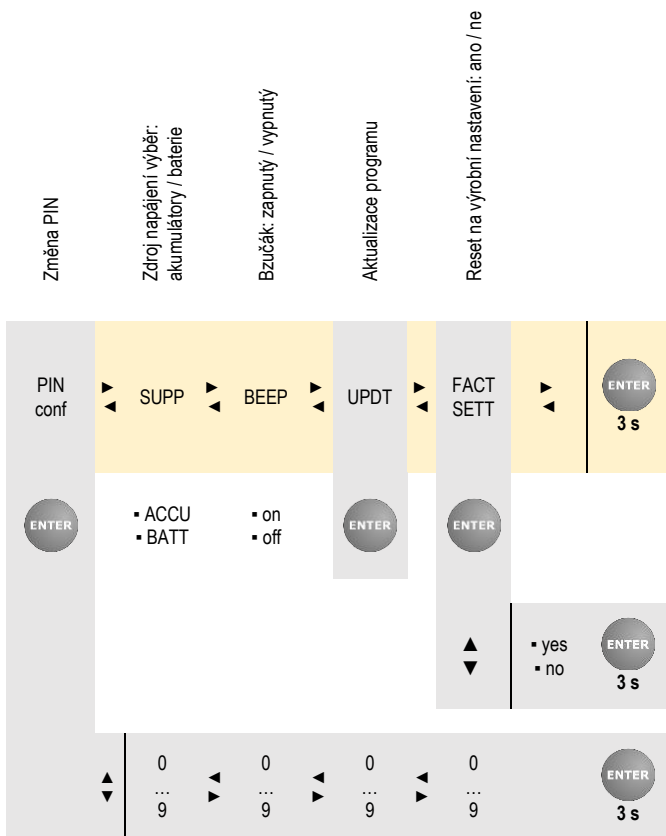 Změna PIN
Zdroj napájení výběr:
akumulátory / baterie
Bzučák: zapnutý / vypnutý
Aktualizace programu
Reset na výrobní nastavení: ano / ne
PIN
conf
► ◄
SUPP
► ◄
BEEP
► ◄
UPDT
► ◄
FACT
SETT
► ◄
ENTER
3 s
ENTER
▪ ACCU
▪ BATT
▪ on
▪ off
ENTER
ENTER
▲
▼
▪ yes
▪ no
ENTER
3 s
▲
▼
0
…
9
◄ ►
0
…
9
◄ ►
0
…
9
◄ ►
0
…
9
ENTER
3 s